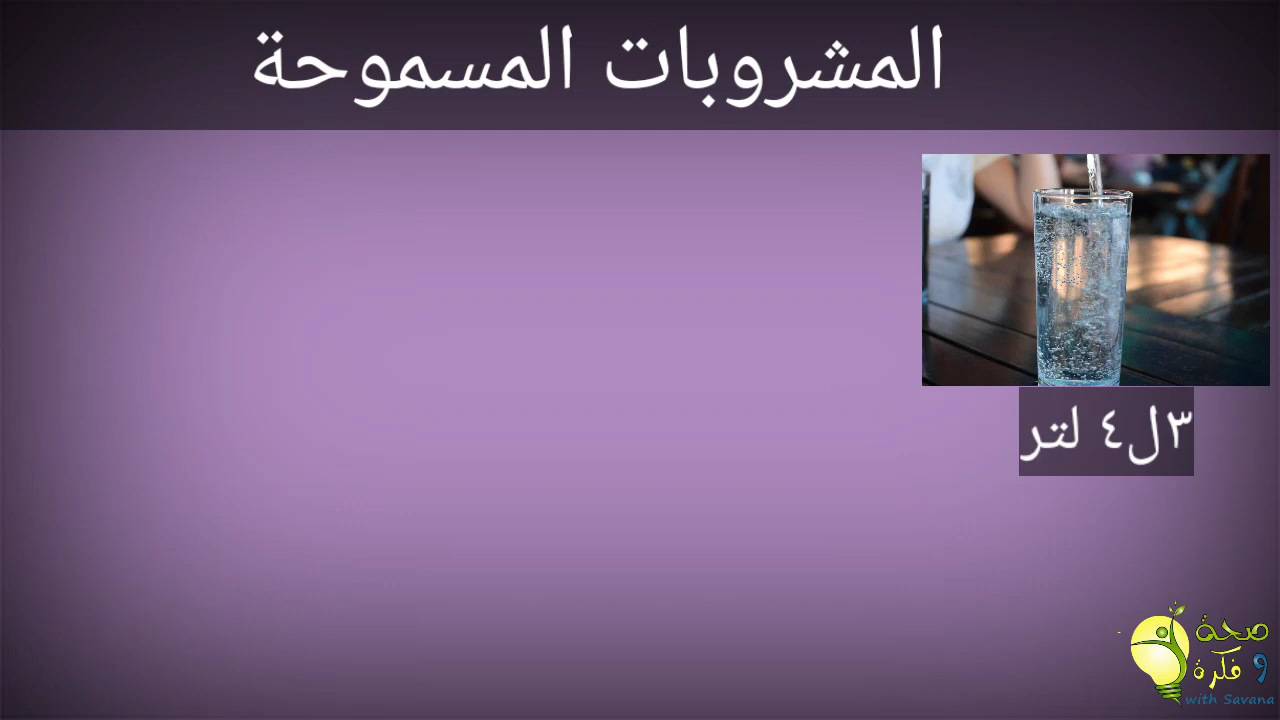 المشروبات المسموحة
٣ل٤ لتر
صحة
و فكرة
with Savana